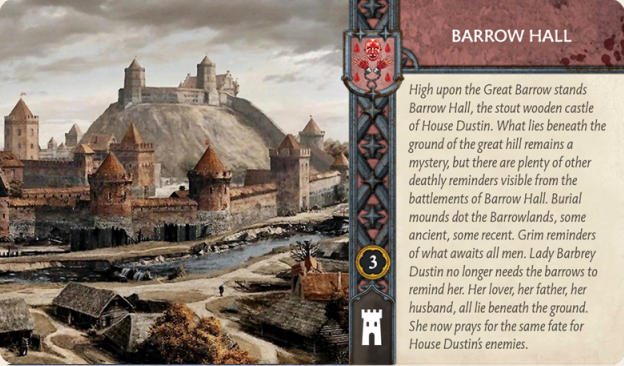 BARROW HALL
High upon the Great Barrow stands
Barrow Hall, the stout wooden castle
of House Dustin. What lies beneath the
ground of the great hill remains a
mystery, but there are plenty of other
deathly reminders visible from the
battlements of Barrow Hall. Burial
mounds dot the Barrowlands, some
ancient, some recent. Grim reminders
of what awaits all men. Lady Barbrey
Dustin no longer needs the barrows to
remind her. Her lover, her father, her
husband, all lie beneath the ground.
She now prays for the same fate for
House Dustin's enemies.
3